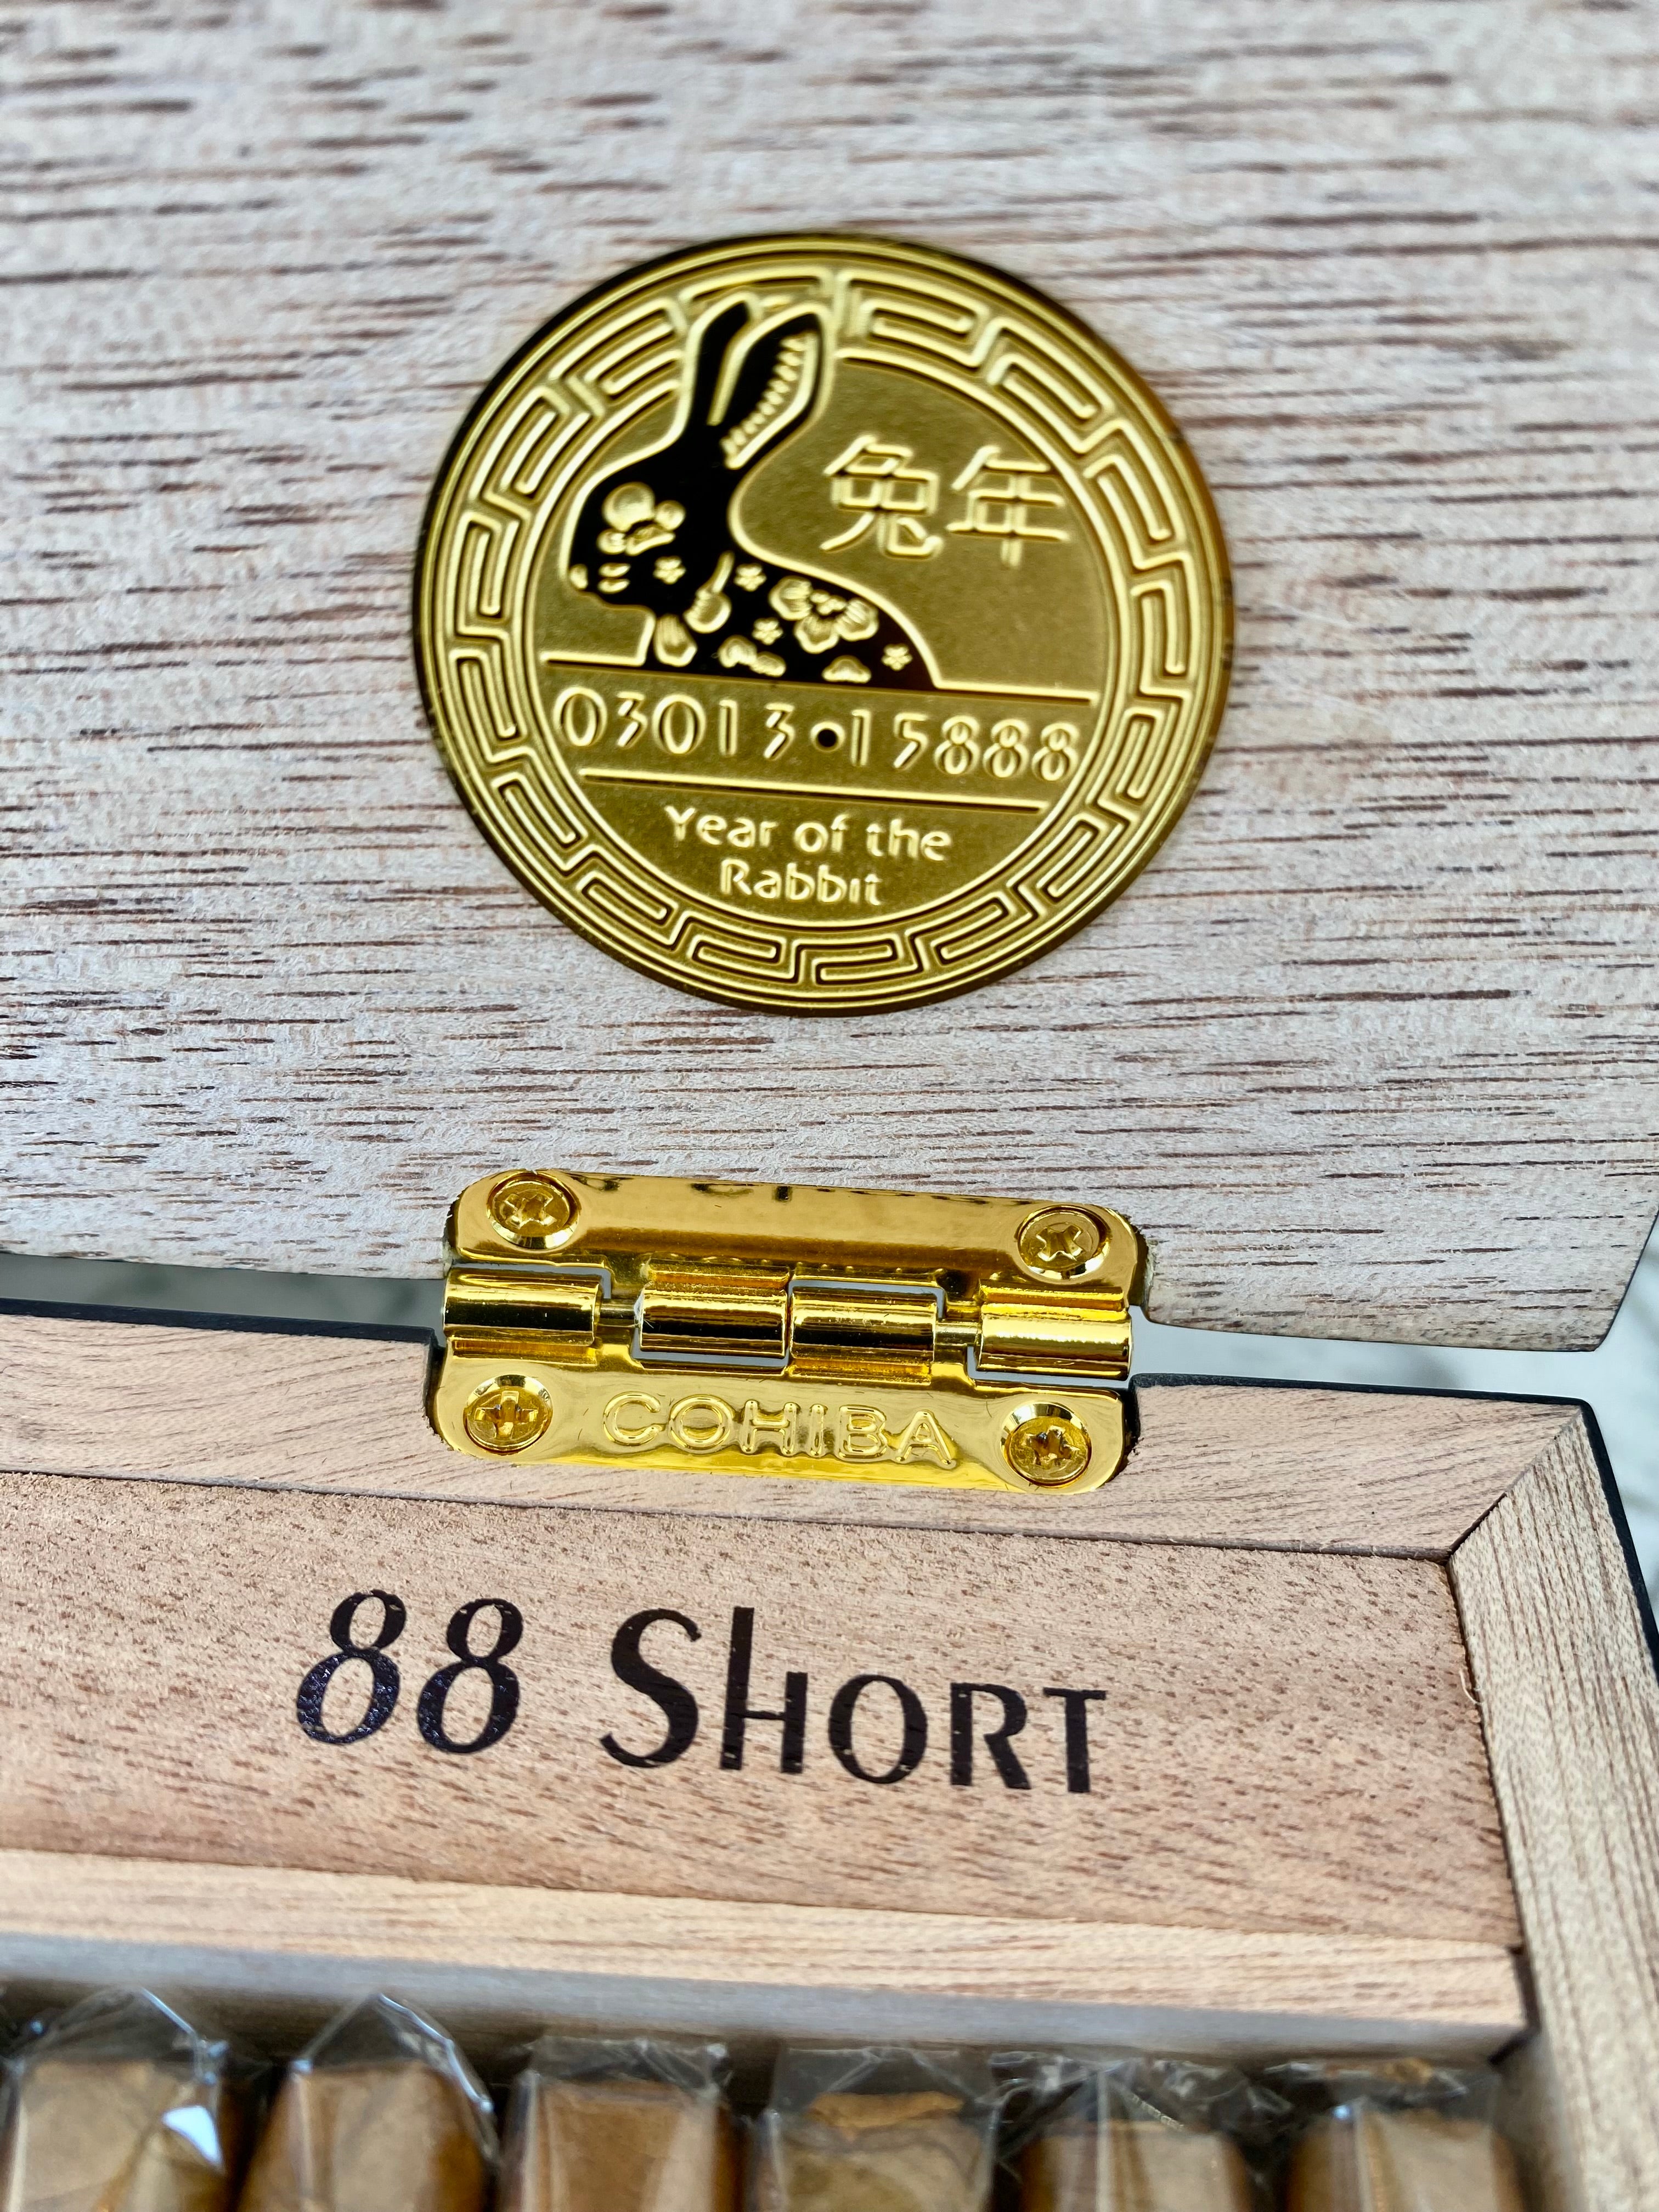 兔年
03013•15888
Year of the
Rabbit
COHIBA
88 SHORT